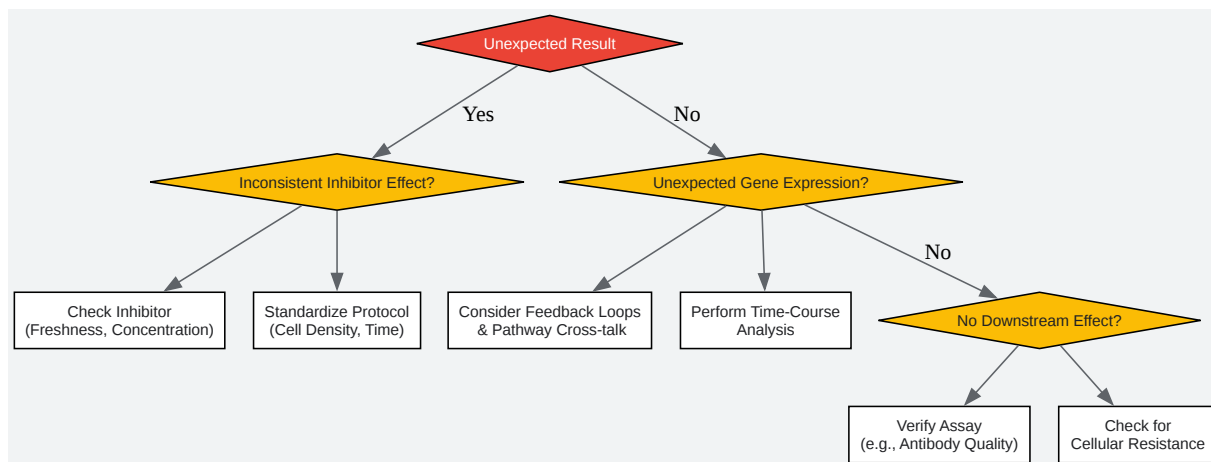 Unexpected Result
Yes
No
Inconsistent Inhibitor Effect?
Unexpected Gene Expression?
No
Check Inhibitor
(Freshness, Concentration)
Standardize Protocol
(Cell Density, Time)
Consider Feedback Loops
& Pathway Cross-talk
Perform Time-Course
Analysis
No Downstream Effect?
Verify Assay
(e.g., Antibody Quality)
Check for
Cellular Resistance